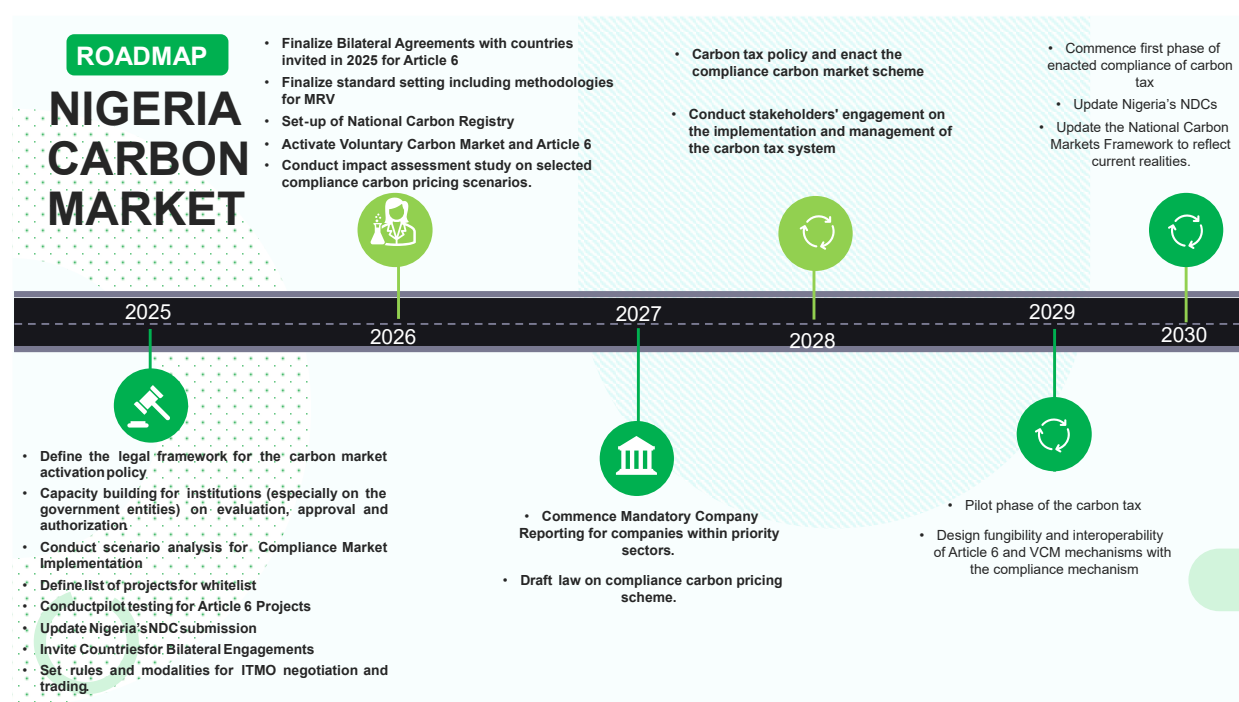 ROADMAP
NIGERIA
CARBON
MARKET
• Finalize Bilateral Agreements with countries
invited in 2025 for Article 6
• Finalize standard setting including methodologies
for MRV
• Set-up of National Carbon Registry
• Activate Voluntary Carbon Market and Article 6
• Conduct impact assessment study on selected
compliance carbon pricing scenarios.
• Carbon tax policy and enact the
compliance carbon market scheme
• Conduct stakeholders' engagement on
the implementation and management of
the carbon tax system
• Commence first phase of
enacted compliance of carbon
tax
• Update Nigeria's NDCs
• Update the National Carbon
Markets Framework to reflect
current realities.
2025
2026
2027
2028
2029
2030
• Define the legal framework for the carbon market
activation policy
• Capacity building for institutions (especially on the
government entities) on evaluation, approval and
authorization.
• Conduct scenario analysis for Compliance Market
Implementation
• Define list of projects for whitelist
• Conduct pilot testing for Article 6 Projects
• Update Nigeria's NDC submission
• Invite Countries for Bilateral Engagements
• Set rules and modalities for ITMO negotiation and
trading.
• Commence Mandatory Company
Reporting for companies within priority
sectors.
• Draft law on compliance carbon pricing
scheme.
• Pilot phase of the carbon tax
• Design fungibility and interoperability
of Article 6 and VCM mechanisms with
the compliance mechanism